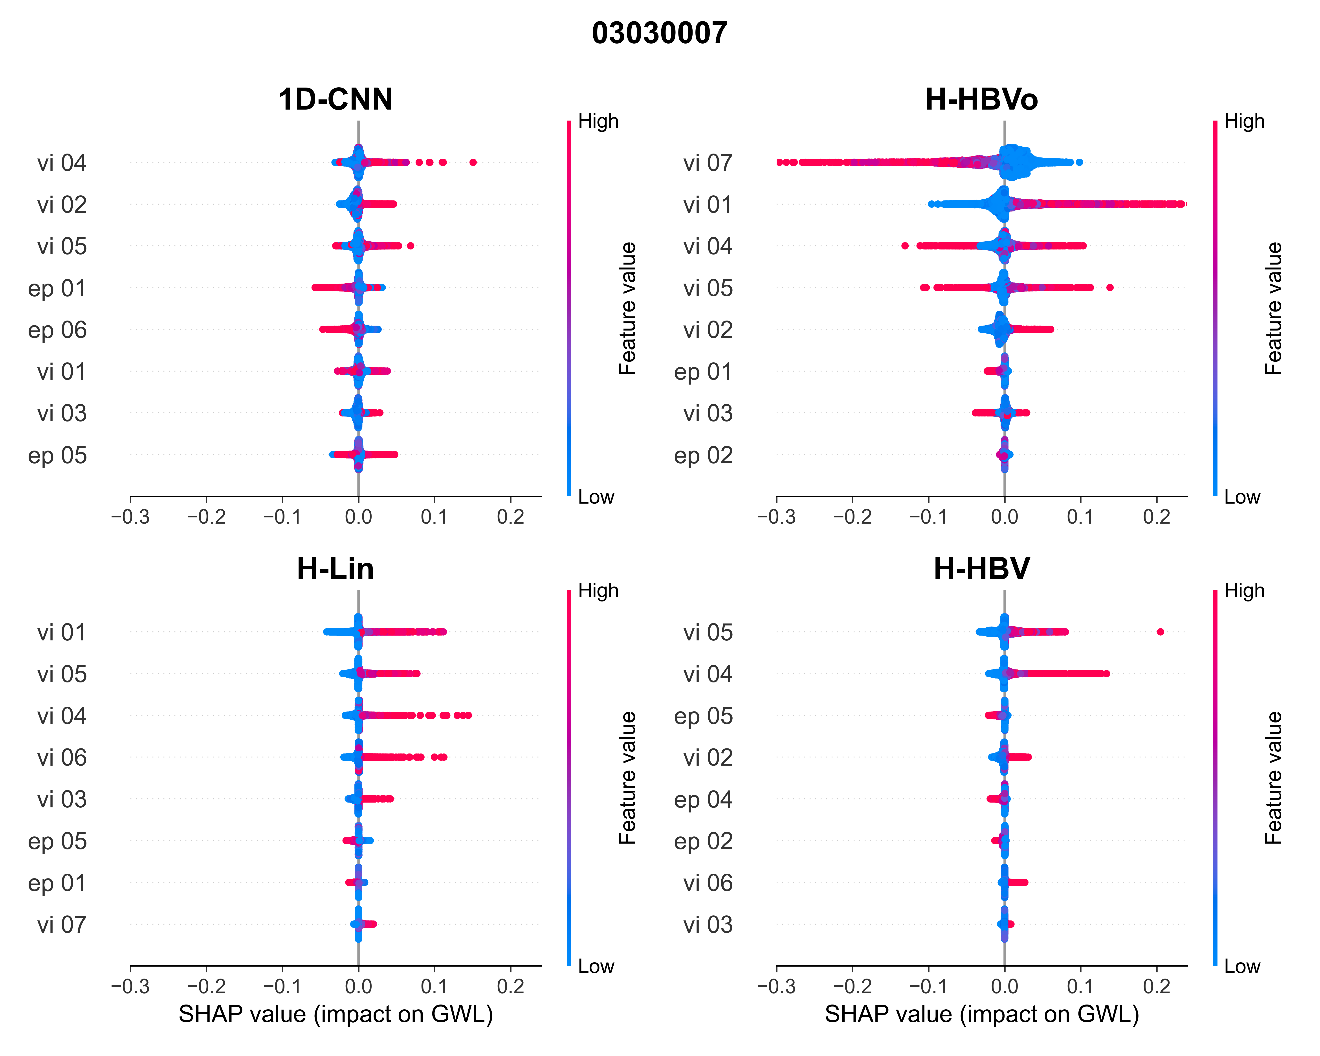 03030007
1D-CNN
High
vi 04
vi 02
vi 05
ep 01
ep 06
vi 01
vi 03
ep 05
Feature value
Low
−0.3 −0.2 −0.1 0.0 0.1 0.2
H-HBVo
High
vi 07
vi 01
vi 04
vi 05
vi 02
ep 01
vi 03
ep 02
Feature value
Low
−0.3 −0.2 −0.1 0.0 0.1 0.2
H-Lin
High
vi 01
vi 05
vi 04
vi 06
vi 03
ep 05
ep 01
vi 07
Feature value
Low
−0.3 −0.2 −0.1 0.0 0.1 0.2
SHAP value (impact on GWL)
H-HBV
High
vi 05
vi 04
ep 05
vi 02
ep 04
ep 02
vi 06
vi 03
Feature value
Low
−0.3 −0.2 −0.1 0.0 0.1 0.2
SHAP value (impact on GWL)